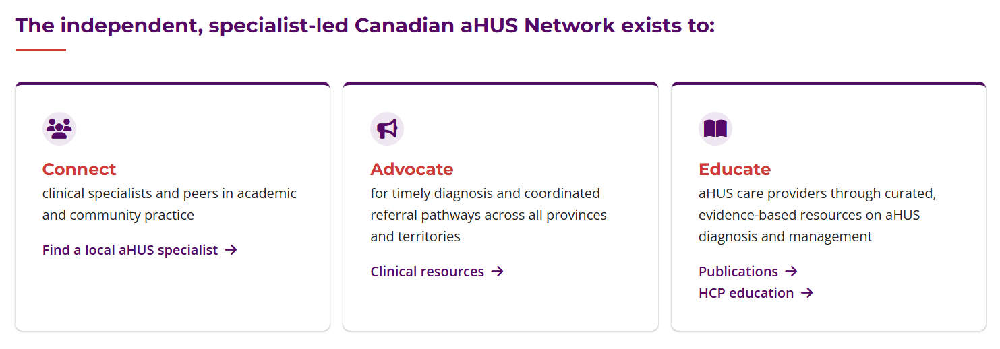 The independent, specialist-led Canadian aHUS Network exists to:
Connect
clinical specialists and peers in academic
and community practice
Find a local aHUS specialist →
Advocate
for timely diagnosis and coordinated
referral pathways across all provinces
and territories
Clinical resources →
Educate
aHUS care providers through curated,
evidence-based resources on aHUS
diagnosis and management
Publications →
HCP education →